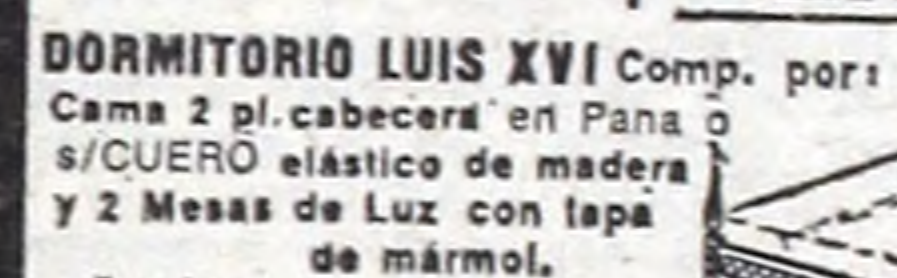 DORMITORIO LUIS XVI Comp. por:
Cama 2 pl. cabecera en Pana ó
s/CUERO elástico de madera
y 2 Mesas de Luz con tapa
de mármol.